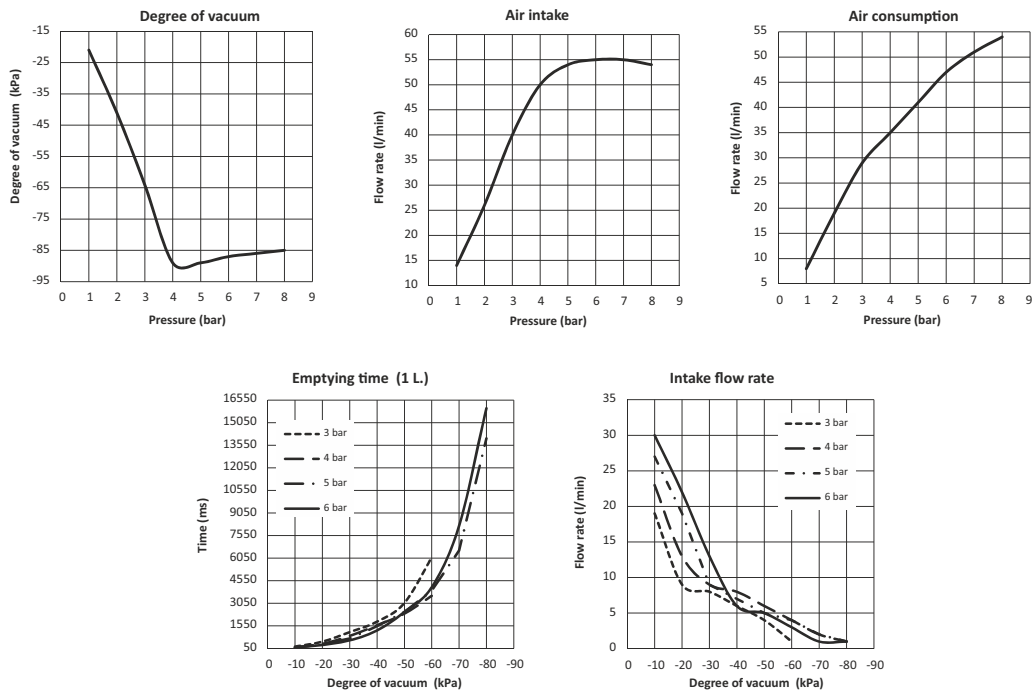 Degree of vacuum
Degree of vacuum (kPa)
-15
-25
-35
-45
-55
-65
-75
-85
-95
0 1 2 3 4 5 6 7 8 9
Pressure (bar)
Air intake
Flow rate (l/min)
60
55
50
45
40
35
30
25
20
15
10
0 1 2 3 4 5 6 7 8 9
Pressure (bar)
Air consumption
Flow rate (l/min)
55
50
45
40
35
30
25
20
15
10
5
0 1 2 3 4 5 6 7 8 9
Pressure (bar)
Emptying time (1 L.)
Time (ms)
16550
15050
13550
12050
10550
9050
7550
6050
4550
3050
1550
50
3 bar
4 bar
5 bar
6 bar
0 -10 -20 -30 -40 -50 -60 -70 -80 -90
Degree of vacuum (kPa)
Intake flow rate
Flow rate (l/min)
35
30
25
20
15
10
5
0
3 bar
4 bar
5 bar
6 bar
0 -10 -20 -30 -40 -50 -60 -70 -80 -90
Degree of vacuum (kPa)